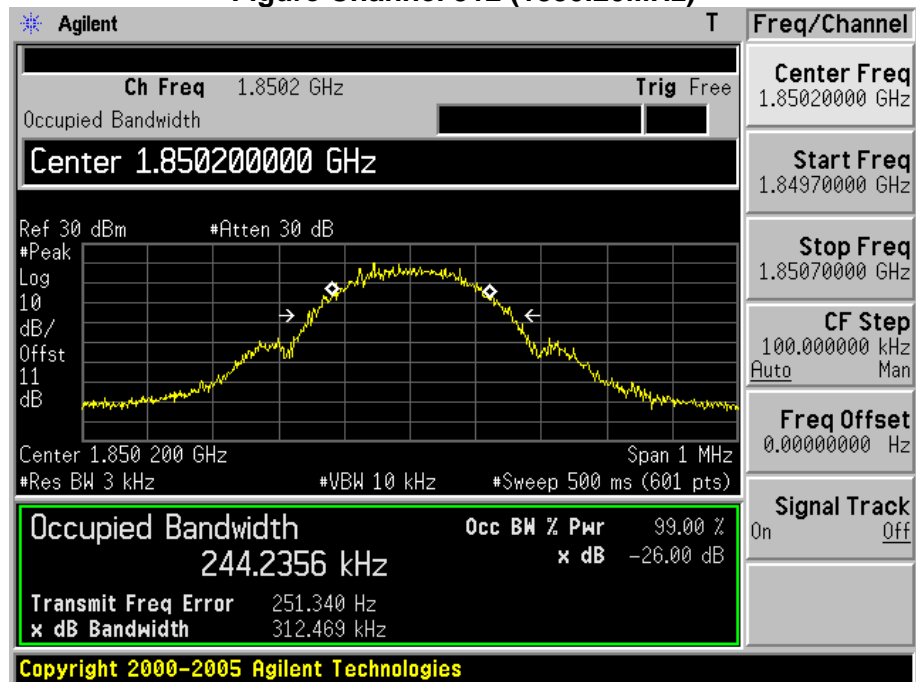 Agilent T Freq/Channel
Ch Freq 1.8502 GHz Trig Free
Occupied Bandwidth
Center 1.850200000 GHz
Ref 30 dBm #Atten 30 dB
#Peak
Log
10
dB/
Offst
11
dB
Center 1.850 200 GHz Span 1 MHz
#Res BW 3 kHz #VBW 10 kHz #Sweep 500 ms (601 pts)
Occupied Bandwidth Occ BW % Pwr 99.00 %
244.2356 kHz x dB -26.00 dB
Transmit Freq Error 251.340 Hz
x dB Bandwidth 312.469 kHz
Copyright 2000-2005 Agilent Technologies
Center Freq
1.85020000 GHz
Start Freq
1.84970000 GHz
Stop Freq
1.85070000 GHz
CF Step
100.000000 kHz
Auto Man
Freq Offset
0.00000000 Hz
Signal Track
On Off